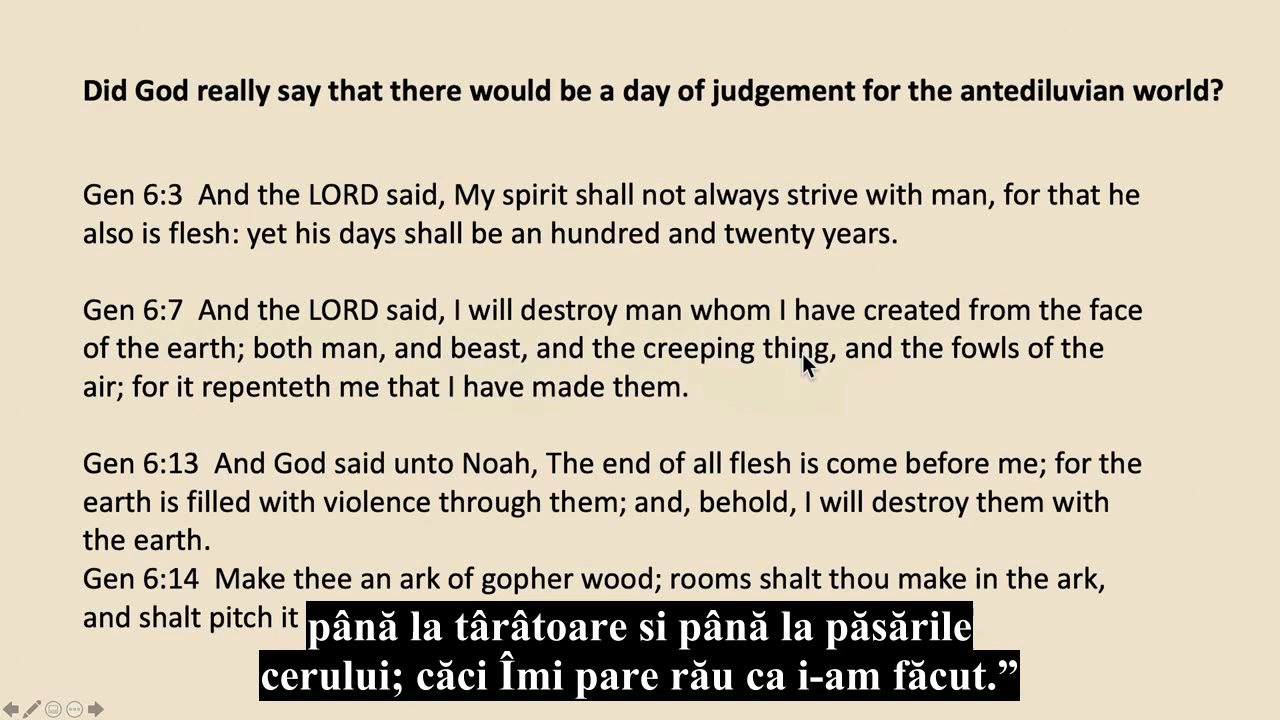 Did God really say that there would be a day of judgement for the antediluvian world?
Gen 6:3  And the LORD said, My spirit shall not always strive with man, for that he
also is flesh: yet his days shall be an hundred and twenty years.
Gen 6:7  And the LORD said, I will destroy man whom I have created from the face
of the earth; both man, and beast, and the creeping thing, and the fowls of the
air; for it repenteth me that I have made them.
Gen 6:13  And God said unto Noah, The end of all flesh is come before me; for the
earth is filled with violence through them; and, behold, I will destroy them with
the earth.
Gen 6:14  Make thee an ark of gopher wood; rooms shalt thou make in the ark,
and shalt pitch it
până la târâtoare si până la păsările
cerului; căci Îmi pare rău ca i-am făcut.”